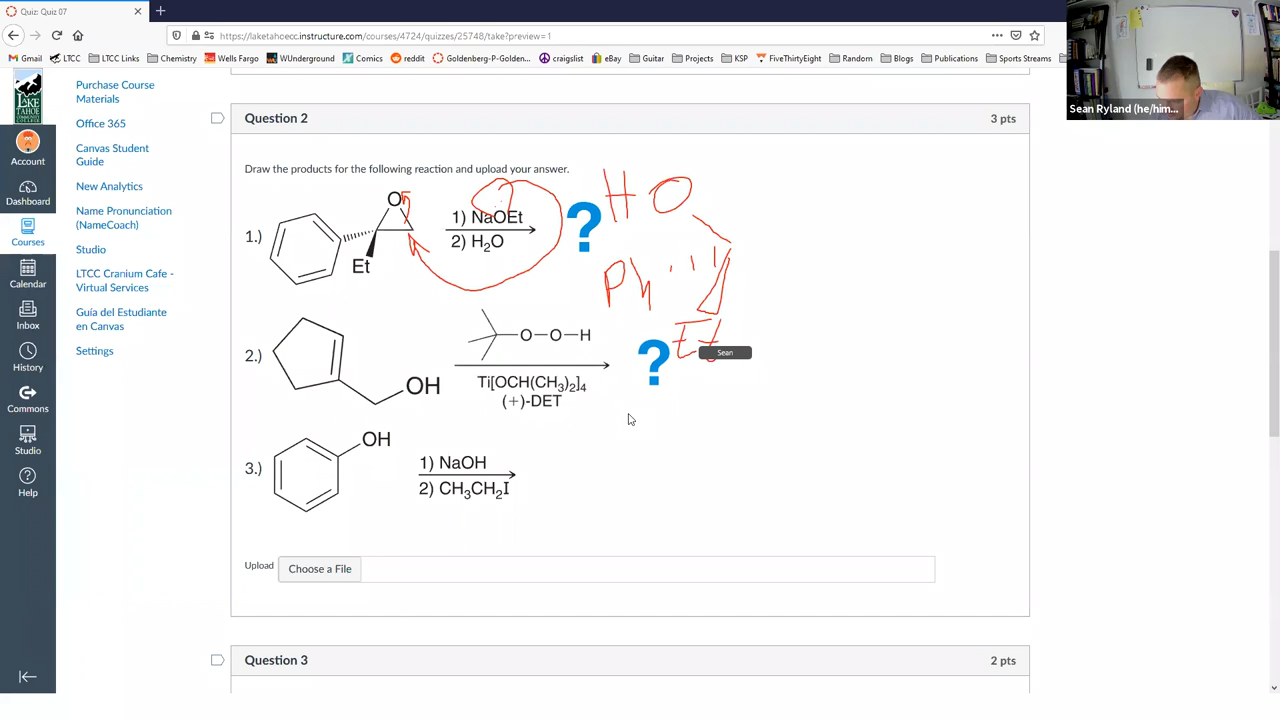 Quiz: Quiz 07
https://laketahoecc.instructure.com/courses/4724/quizzes/25748/take?preview=1
Gmail LTCC LTCC Links Chemistry Wells Fargo WUnderground Comics reddit Goldenberg-P-Golden... craigslist eBay Guitar Projects KSP FiveThirtyEight Random Blogs Publications Sports Streams
Sean Ryland (he/him...
LAKE TAHOE
Account
Dashboard
Courses
Calendar
Inbox
History
Commons
Studio
Help
Purchase Course
Materials
Office 365
Canvas Student
Guide
New Analytics
Name Pronunciation
(NameCoach)
Studio
LTCC Cranium Cafe -
Virtual Services
Guía del Estudiante
en Canvas
Settings
Question 2
3 pts
Draw the products for the following reaction and upload your answer.
1.)
O
Et
1) NaOEt
2) H2O
?
HO
Ph
Et
Sean
2.)
OH
O-O-H
Ti[OCH(CH3)2]4
(+)-DET
?
3.)
OH
1) NaOH
2) CH3CH2I
Upload
Choose a File
Question 3
2 pts